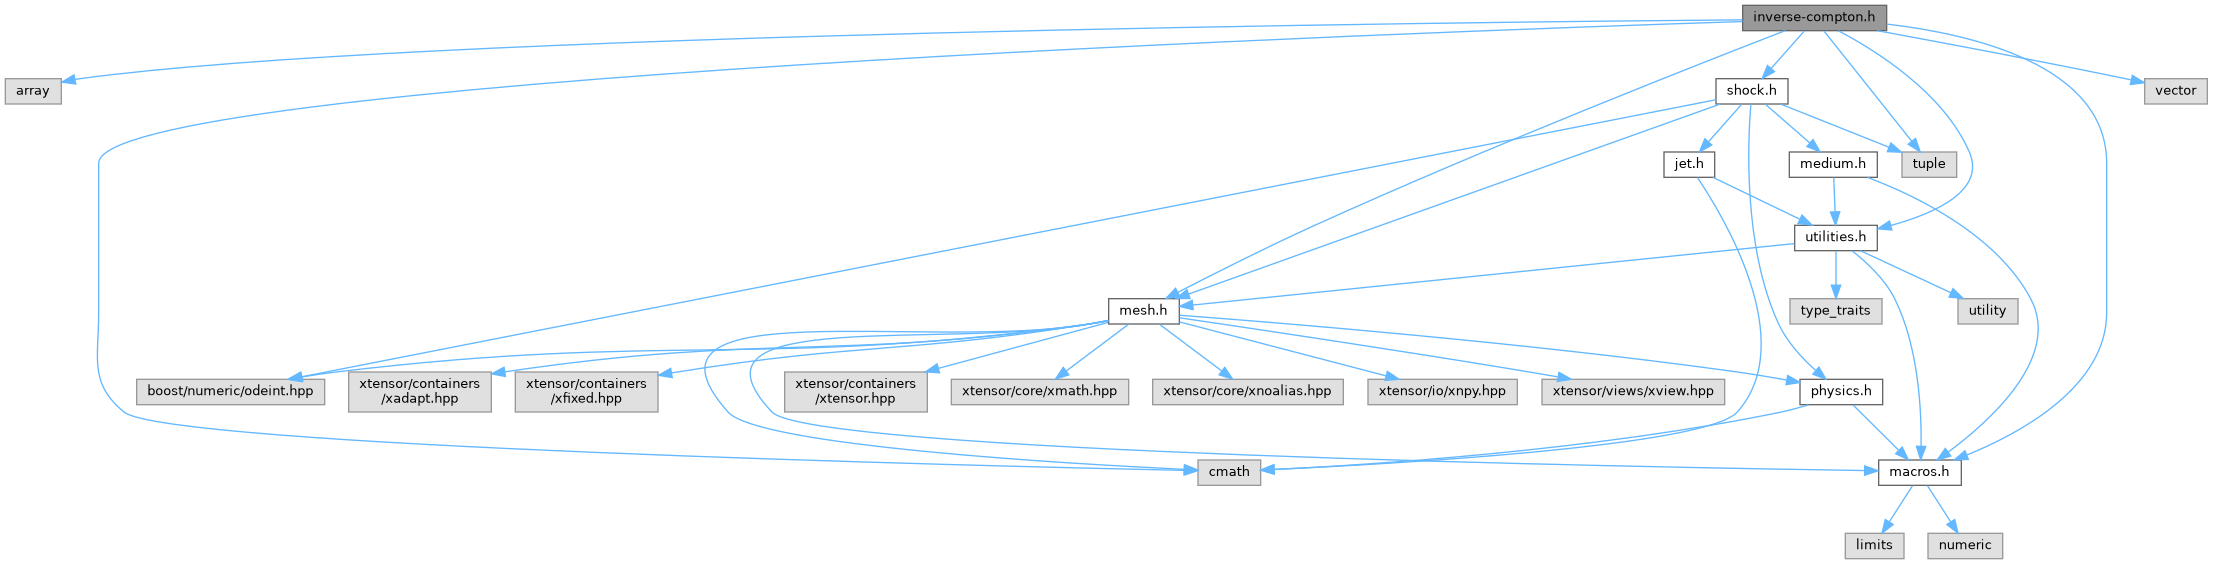 inverse-compton.h
array
shock.h
vector
jet.h
medium.h
tuple
utilities.h
mesh.h
type_traits
utility
boost/numeric/odeint.hpp
xtensor/containers
/xadapt.hpp
xtensor/containers
/xfixed.hpp
xtensor/containers
/xtensor.hpp
xtensor/core/xmath.hpp
xtensor/core/xnoalias.hpp
xtensor/io/xnpy.hpp
xtensor/views/xview.hpp
physics.h
cmath
macros.h
limits
numeric